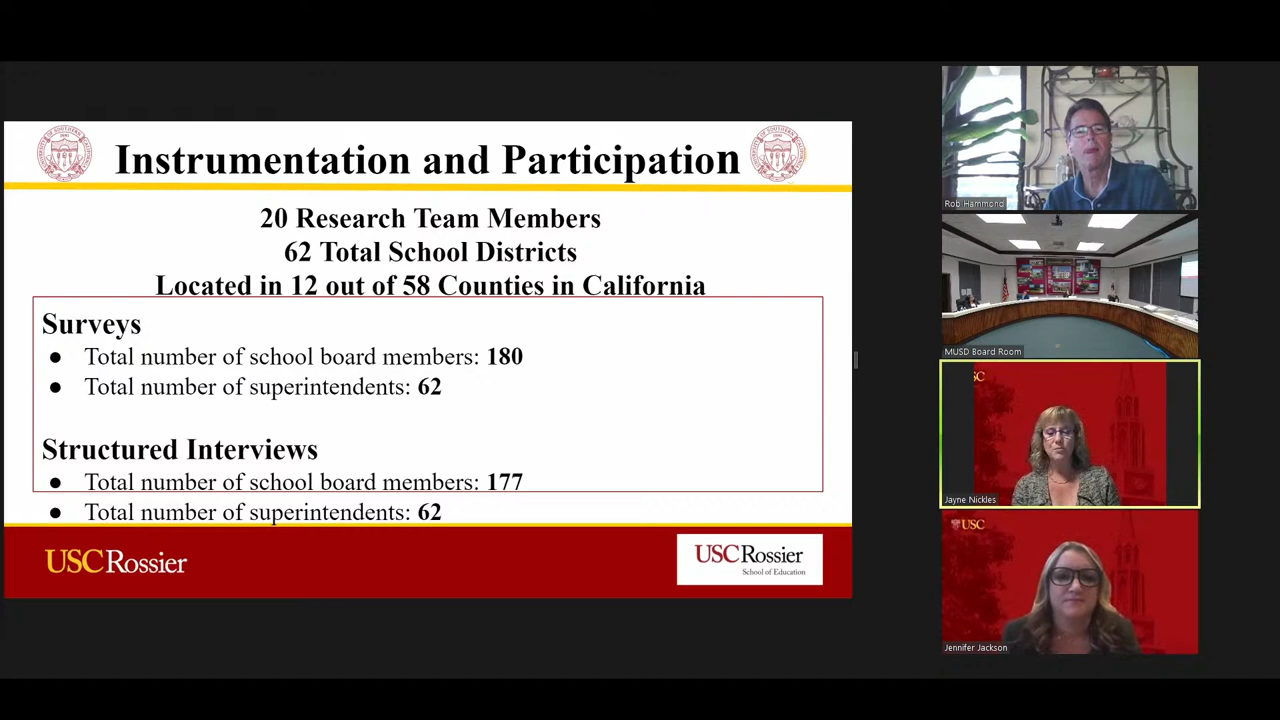 Instrumentation and Participation
20 Research Team Members
62 Total School Districts
Located in 12 out of 58 Counties in California
Surveys
● Total number of school board members: 180
● Total number of superintendents: 62
Structured Interviews
● Total number of school board members: 177
● Total number of superintendents: 62
USCRossier
USCRossier
School of Education
Rob Hammond
MUSD Board Room
SC
Jayne Nickles
USC
Jennifer Jackson